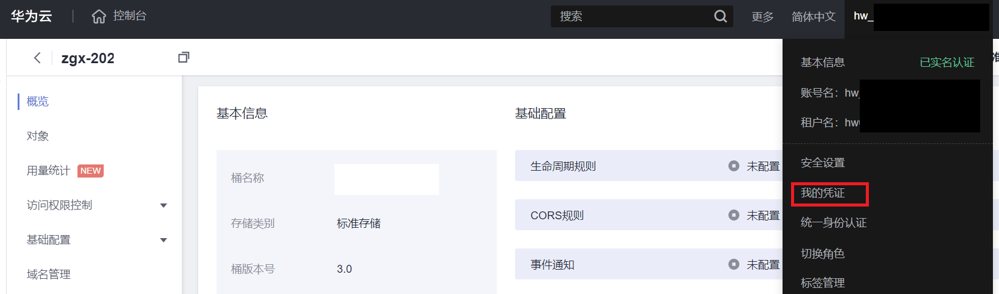 华为云 控制台 搜索 更多 简体中文 hw_
zgx-202
基本信息 已实名认证
账号名：hw_
租户名：hw
安全设置
我的凭证
统一身份认证
切换角色
标签管理
概览
对象
用量统计 NEW
访问权限控制
基础配置
域名管理
基本信息
桶名称
存储类别 标准存储
桶版本号 3.0
基础配置
生命周期规则 未配置
CORS规则 未配置
事件通知 未配置